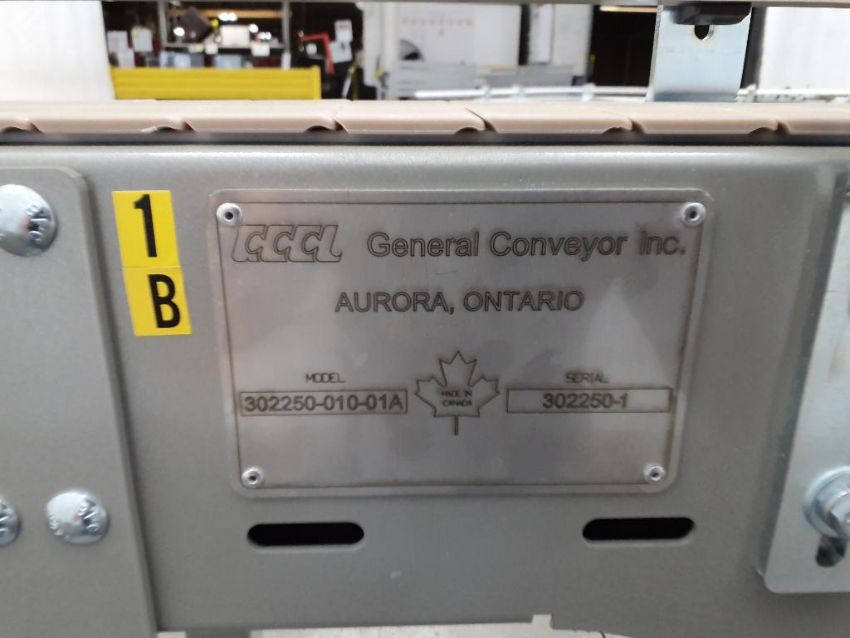 1
B
GCCL General Conveyor Inc.
AURORA, ONTARIO
MODEL
302250-010-01A
MADE IN
CANADA
SERIAL
302250-1